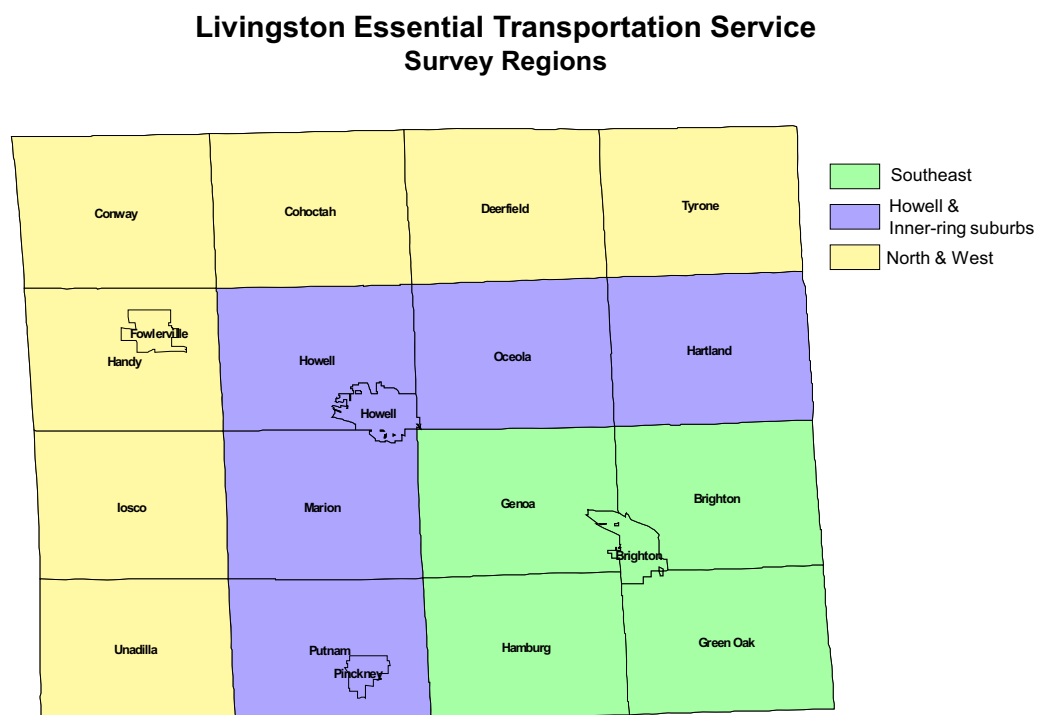 Livingston Essential Transportation Service
Survey Regions
Southeast
Howell &
Inner-ring suburbs
North & West
Conway
Cohoctah
Deerfield
Tyrone
Fowlerville
Handy
Howell
Oceola
Hartland
Howell
Iosco
Marion
Genoa
Brighton
Brighton
Unadilla
Putnam
Pinckney
Hamburg
Green Oak